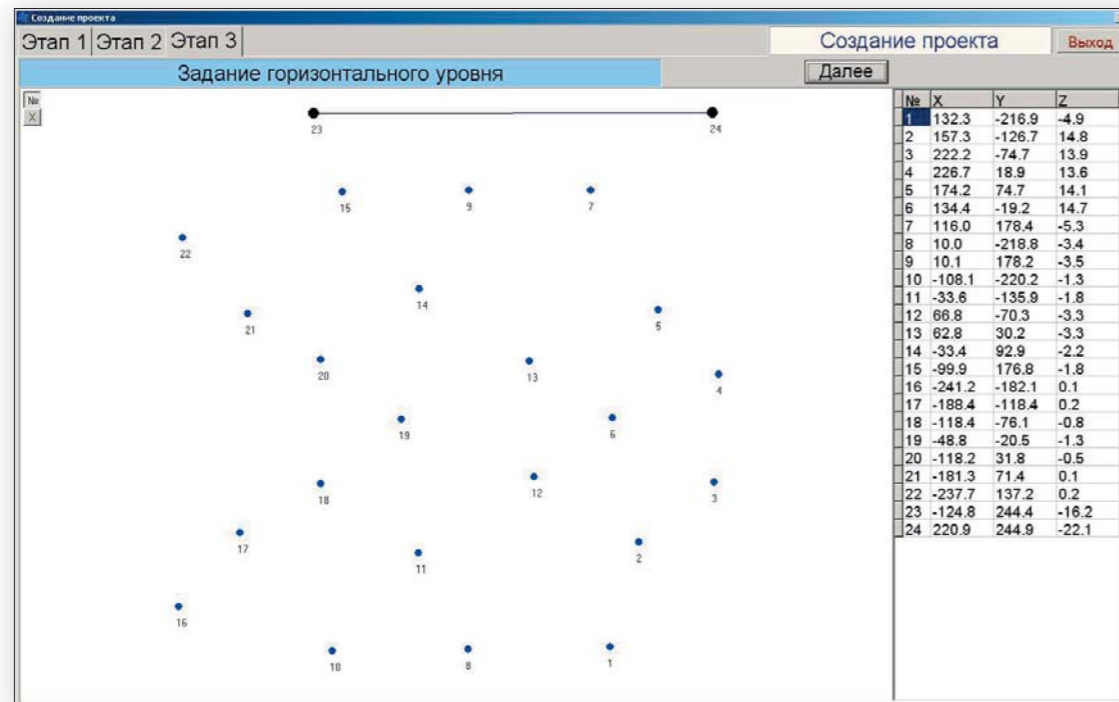 Создание проекта
Этап 1 Этап 2 Этап 3 Создание проекта Выход
Задание горизонтального уровня Далее
№
X
№ X Y Z
1 132.3 -216.9 -4.9
2 157.3 -126.7 14.8
3 222.2 -74.7 13.9
4 226.7 18.9 13.6
5 174.2 74.7 14.1
6 134.4 -19.2 14.7
7 116.0 178.4 -5.3
8 10.0 -218.8 -3.4
9 10.1 178.2 -3.5
10 -108.1 -220.2 -1.3
11 -33.6 -135.9 -1.8
12 66.8 -70.3 -3.3
13 62.8 30.2 -3.3
14 -33.4 92.9 -2.2
15 -99.9 176.8 -1.8
16 -241.2 -182.1 0.1
17 -188.4 -118.4 0.2
18 -118.4 -76.1 -0.8
19 -48.8 -20.5 -1.3
20 -118.2 31.8 -0.5
21 -181.3 71.4 0.1
22 -237.7 137.2 0.2
23 -124.8 244.4 -16.2
24 220.9 244.9 -22.1
23 24
15 9 7
22
14
21 5
20 13
4
19 6
18 12 3
17
11 2
16
10 8 1